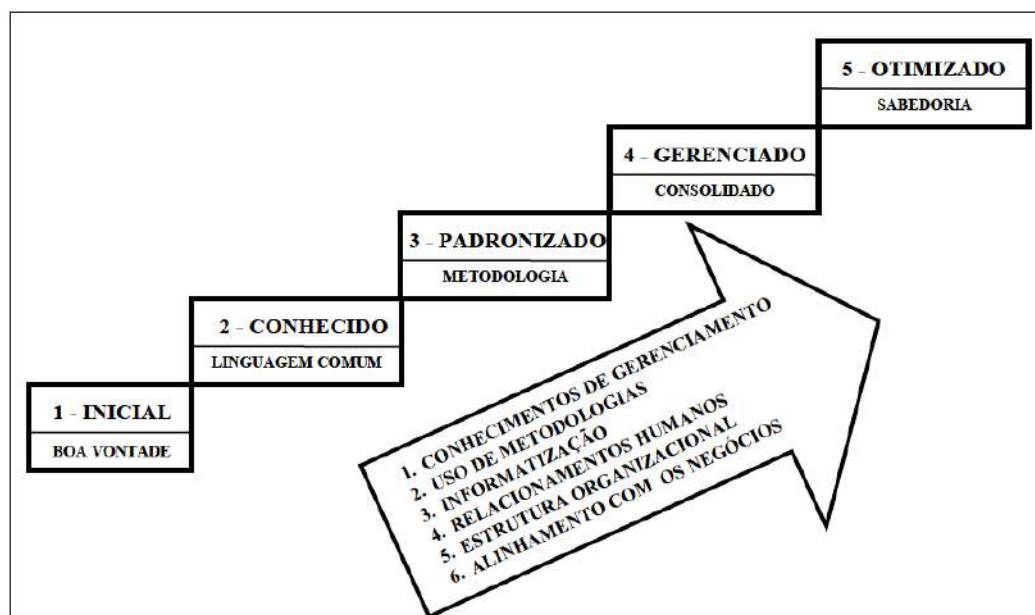 5 - OTIMIZADO
SABEDORIA
4 - GERENCIADO
CONSOLIDADO
3 - PADRONIZADO
METODOLOGIA
2 - CONHECIDO
LINGUAGEM COMUM
1 - INICIAL
BOA VONTADE
1. CONHECIMENTOS DE GERENCIAMENTO
2. USO DE METODOLOGIAS
3. INFORMATIZAÇÃO
4. RELACIONAMENTOS HUMANOS
5. ESTRUTURA ORGANIZACIONAL
6. ALINHAMENTO COM OS NEGÓCIOS